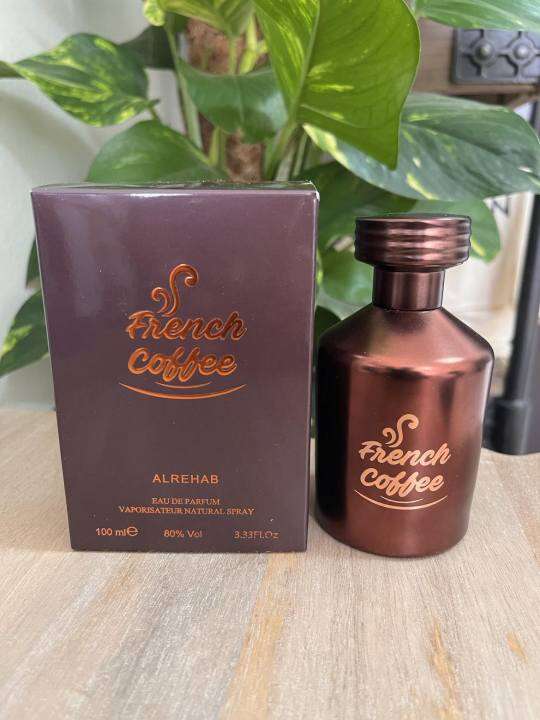 French
Coffee
ALREHAB
EAU DE PARFUM
VAPORISATEUR NATURAL SPRAY
100 ml℮ 80% Vol 3.33FLOz
French
Coffee